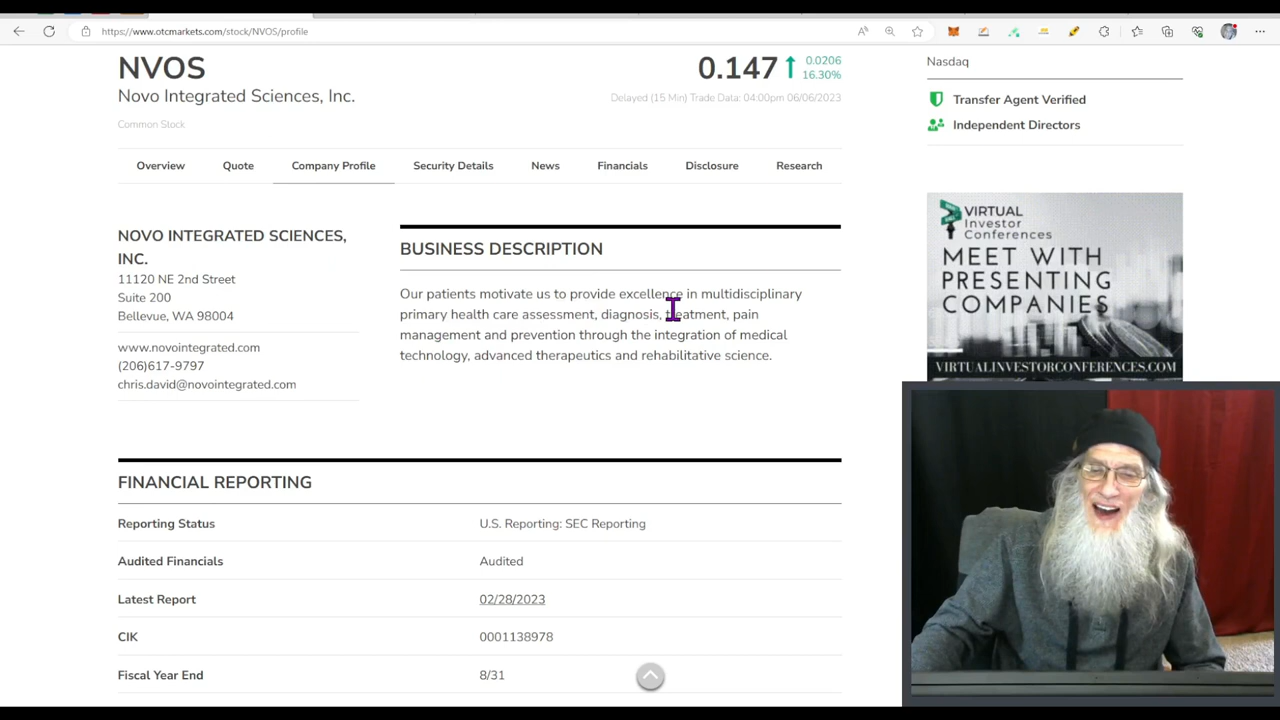 https://www.otcmarkets.com/stock/NVOS/profile
NVOS
0.147
0.0206
16.30%
Novo Integrated Sciences, Inc.
Delayed (15 Min) Trade Data: 04:00pm 06/06/2023
Common Stock
Nasdaq
Transfer Agent Verified
Independent Directors
Overview Quote Company Profile Security Details News Financials Disclosure Research
NOVO INTEGRATED SCIENCES,
INC.
11120 NE 2nd Street
Suite 200
Bellevue, WA 98004
www.novointegrated.com
(206)617-9797
chris.david@novointegrated.com
BUSINESS DESCRIPTION
Our patients motivate us to provide excellence in multidisciplinary
primary health care assessment, diagnosis, treatment, pain
management and prevention through the integration of medical
technology, advanced therapeutics and rehabilitative science.
VIRTUAL
Investor
Conferences
MEET WITH
PRESENTING
COMPANIES
VIRTUALINVESTORCONFERENCES.COM
FINANCIAL REPORTING
Reporting Status U.S. Reporting: SEC Reporting
Audited Financials Audited
Latest Report 02/28/2023
CIK 0001138978
Fiscal Year End 8/31